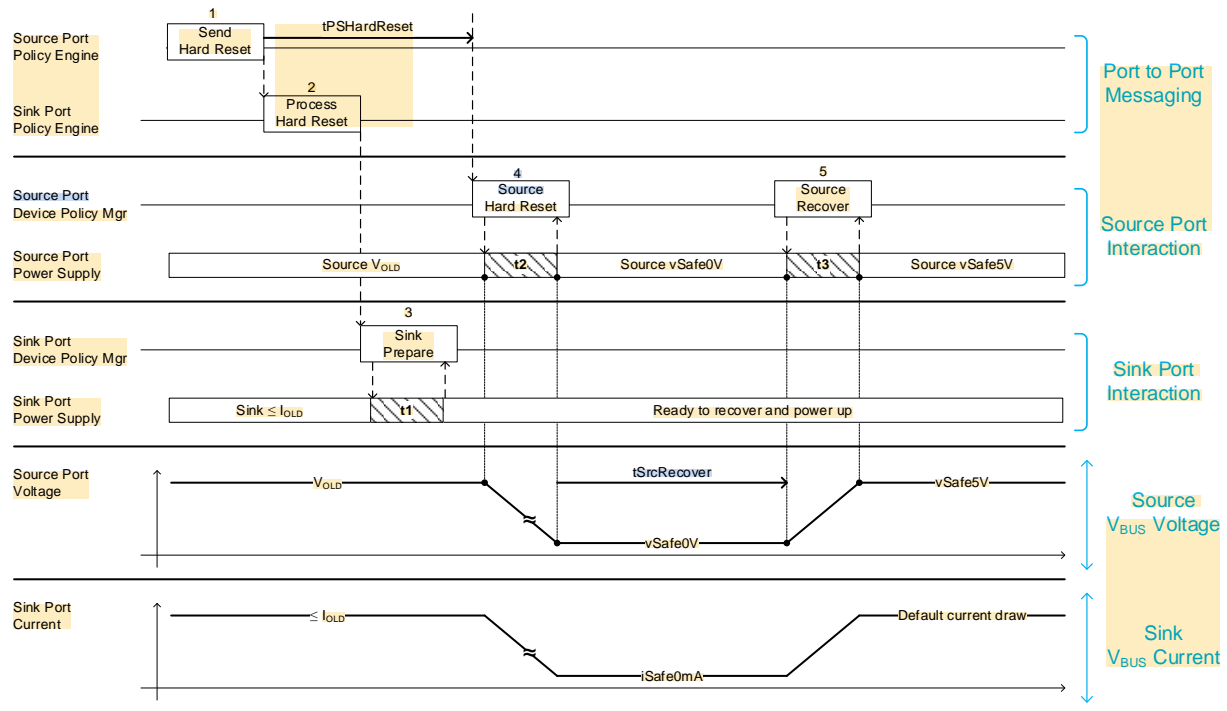 1
Source Port
Policy Engine
Send
Hard Reset
tPSHardReset
Port to Port
Messaging
2
Sink Port
Policy Engine
Process
Hard Reset
4
5
Source Port
Device Policy Mgr
Source
Hard Reset
Source
Recover
Source Port
Interaction
Source Port
Power Supply
Source VOLD
t2
Source vSafe0V
t3
Source vSafe5V
3
Sink Port
Device Policy Mgr
Sink
Prepare
Sink Port
Interaction
Sink Port
Power Supply
Sink ≤ IOLD
t1
Ready to recover and power up
Source Port
Voltage
VOLD
tSrcRecover
vSafe5V
vSafe0V
Source
VBUS Voltage
Sink Port
Current
≤ IOLD
Default current draw
iSafe0mA
Sink
VBUS Current